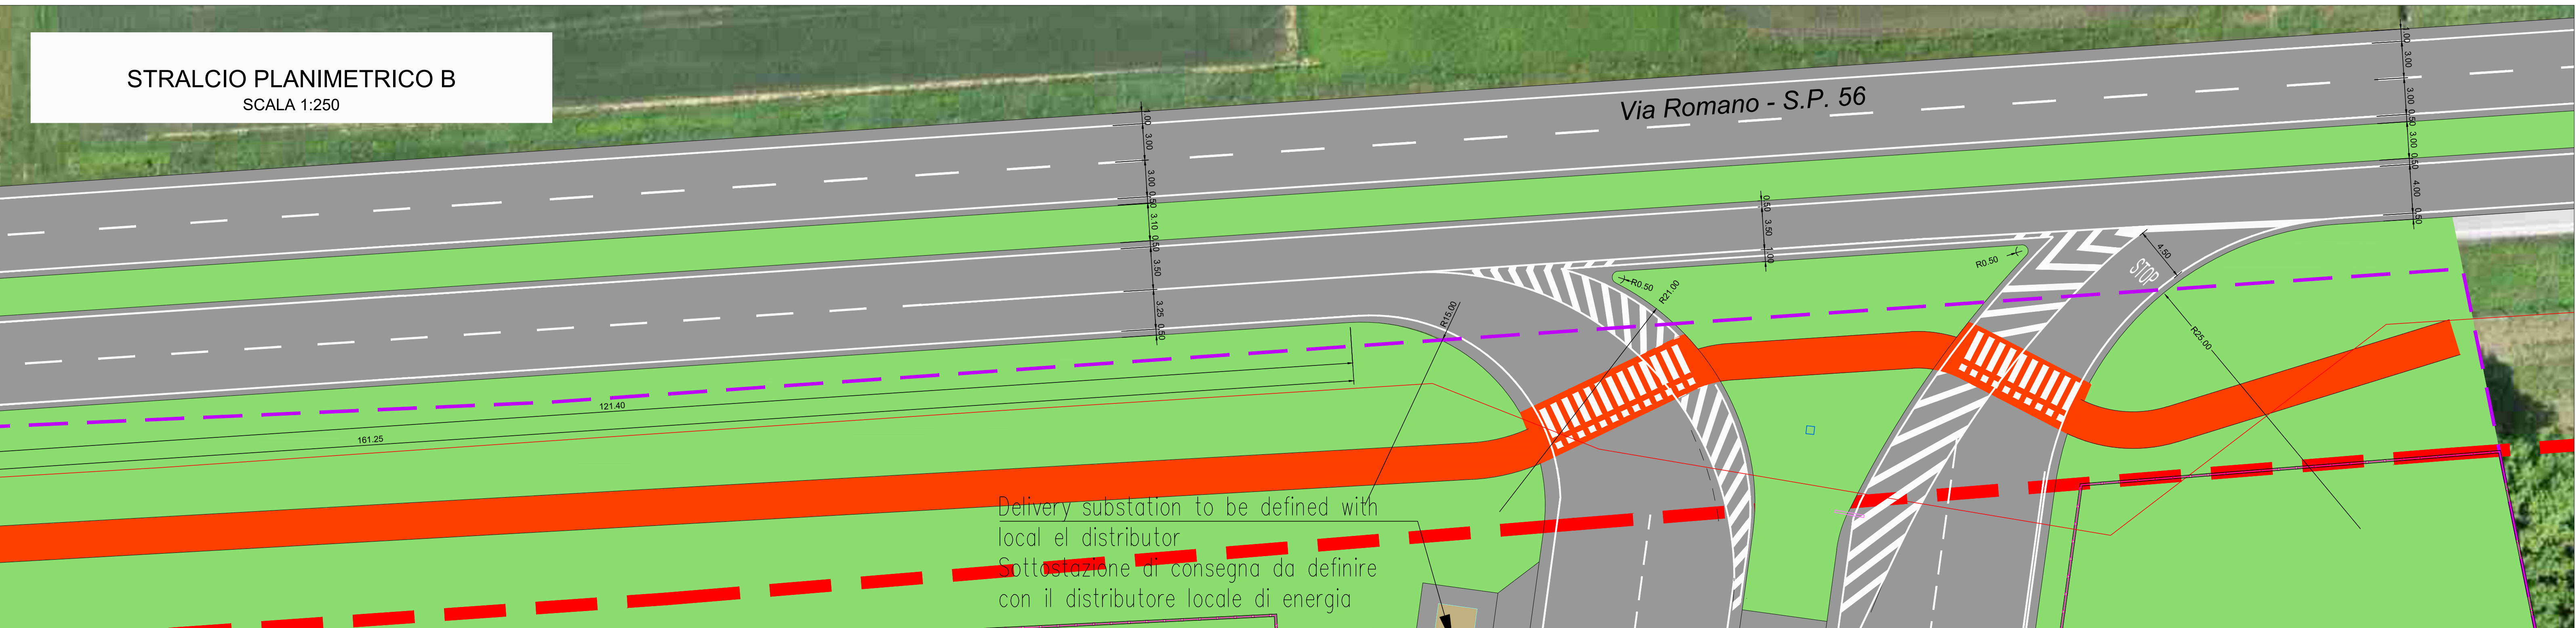 STRALCIO PLANIMETRICO B
SCALA 1:250
Via Romano - S.P. 56
1.00
3.00
3.00
0.50
3.10
0.50
3.50
3.25
0.50
0.50
3.50
1.00
1.00
3.00
3.00
0.50
3.00
0.50
4.00
0.50
R0.50
R0.50
R21.00
R15.00
4.50
STOP
R25.00
121.40
161.25
Delivery substation to be defined with
local el distributor
Sottostazione di consegna da definire
con il distributore locale di energia